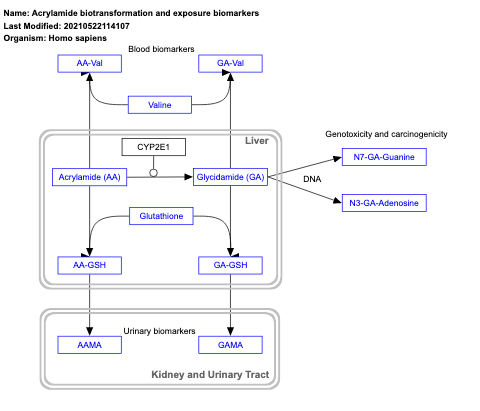 Name: Acrylamide biotransformation and exposure biomarkers
Last Modified: 20210522114107
Organism: Homo sapiens
Blood biomarkers
AA-Val
GA-Val
Valine
Liver
CYP2E1
Genotoxicity and carcinogenicity
N7-GA-Guanine
Acrylamide (AA)
Glycidamide (GA)
DNA
N3-GA-Adenosine
Glutathione
AA-GSH
GA-GSH
Urinary biomarkers
AAMA
GAMA
Kidney and Urinary Tract